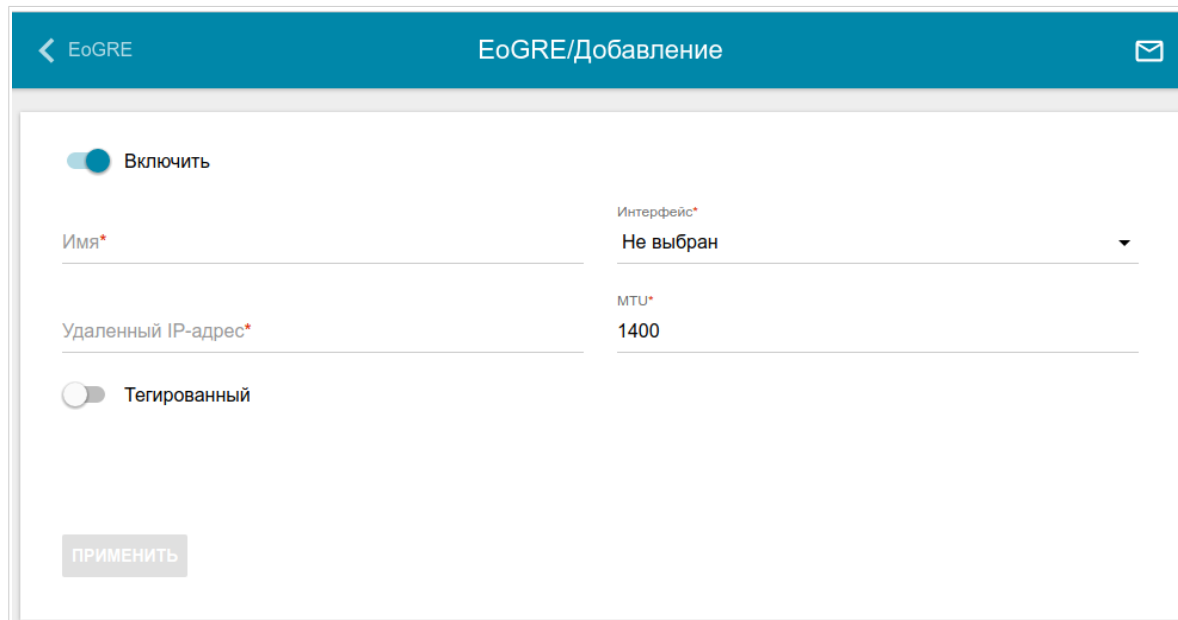 EoGRE
EoGRE/Добавление
Включить
Имя*
Интерфейс*
Не выбран
Удаленный IP-адрес*
MTU*
1400
Тегированный
ПРИМЕНИТЬ